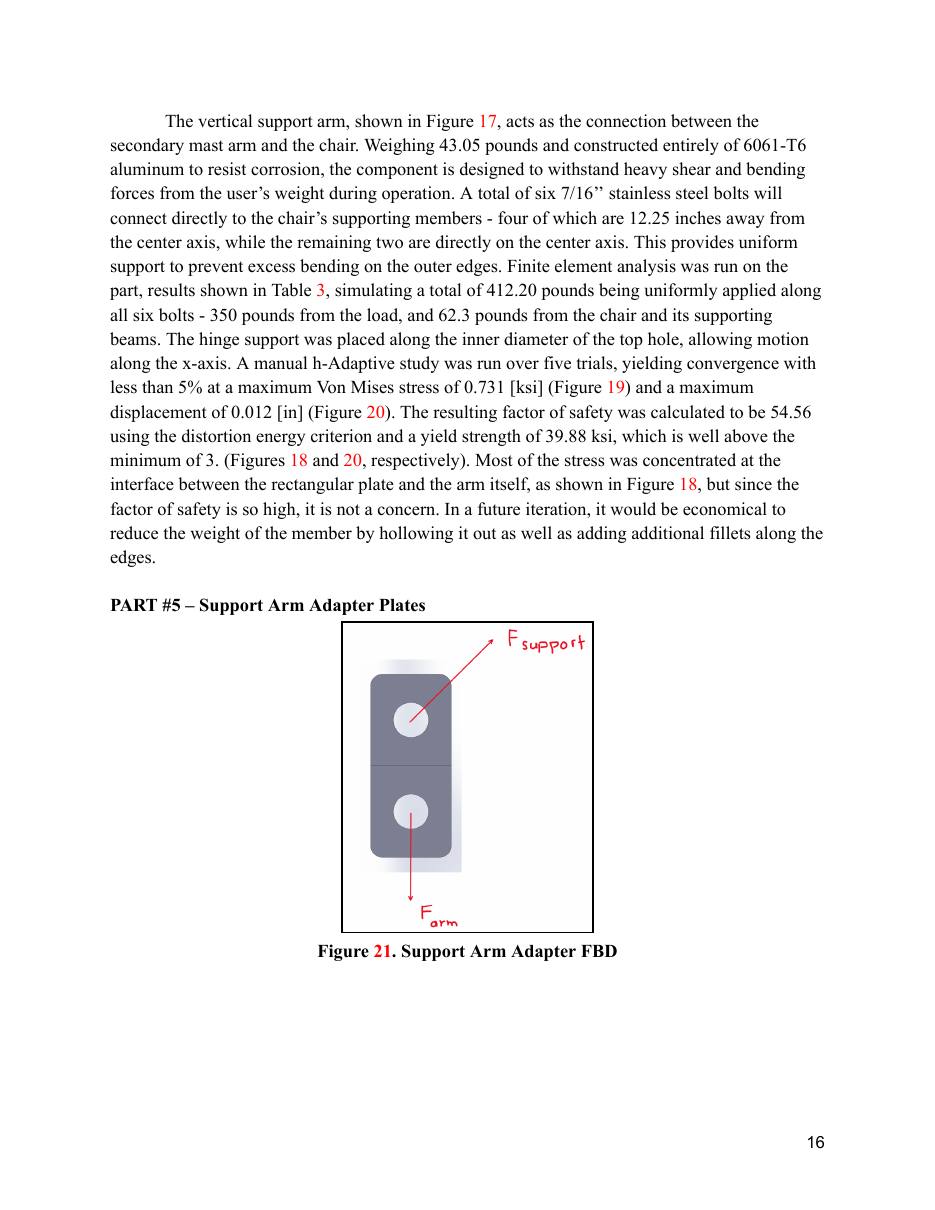 The vertical support arm, shown in Figure 17, acts as the connection between the
secondary mast arm and the chair. Weighing 43.05 pounds and constructed entirely of 6061-T6
aluminum to resist corrosion, the component is designed to withstand heavy shear and bending
forces from the user’s weight during operation. A total of six 7/16’’ stainless steel bolts will
connect directly to the chair’s supporting members - four of which are 12.25 inches away from
the center axis, while the remaining two are directly on the center axis. This provides uniform
support to prevent excess bending on the outer edges. Finite element analysis was run on the
part, results shown in Table 3, simulating a total of 412.20 pounds being uniformly applied along
all six bolts - 350 pounds from the load, and 62.3 pounds from the chair and its supporting
beams. The hinge support was placed along the inner diameter of the top hole, allowing motion
along the x-axis. A manual h-Adaptive study was run over five trials, yielding convergence with
less than 5% at a maximum Von Mises stress of 0.731 [ksi] (Figure 19) and a maximum
displacement of 0.012 [in] (Figure 20). The resulting factor of safety was calculated to be 54.56
using the distortion energy criterion and a yield strength of 39.88 ksi, which is well above the
minimum of 3. (Figures 18 and 20, respectively). Most of the stress was concentrated at the
interface between the rectangular plate and the arm itself, as shown in Figure 18, but since the
factor of safety is so high, it is not a concern. In a future iteration, it would be economical to
reduce the weight of the member by hollowing it out as well as adding additional fillets along the
edges.
PART #5 – Support Arm Adapter Plates
F support
F arm
Figure 21. Support Arm Adapter FBD
16